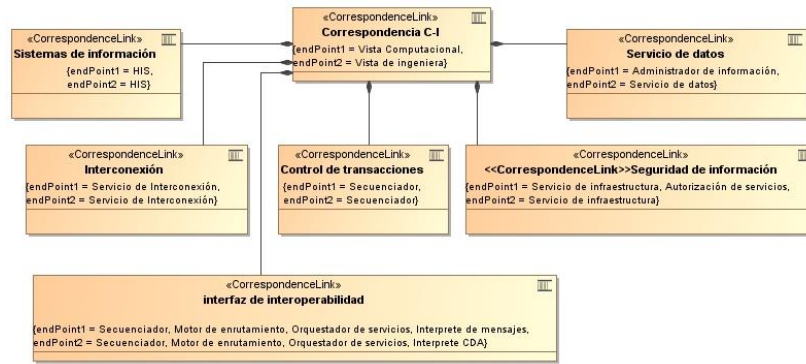 «CorrespondenceLink»
Correspondencia C-I
{endPoint1 = Vista Computacional,
endPoint2 = Vista de ingeniera}
«CorrespondenceLink»
Sistemas de información
{endPoint1 = HIS,
endPoint2 = HIS}
«CorrespondenceLink»
Servicio de datos
{endPoint1 = Administrador de información,
endPoint2 = Servicio de datos}
«CorrespondenceLink»
Interconexión
{endPoint1 = Servicio de Interconexión,
endPoint2 = Servicio de Interconexión}
«CorrespondenceLink»
Control de transacciones
{endPoint1 = Secuenciador,
endPoint2 = Secuenciador}
«CorrespondenceLink»
<<CorrespondenceLink>>Seguridad de información
{endPoint1 = Servicio de infraestructura, Autorización de servicios,
endPoint2 = Servicio de infraestructura}
«CorrespondenceLink»
interfaz de interoperabilidad
{endPoint1 = Secuenciador, Motor de enrutamiento, Orquestador de servicios, Interprete de mensajes,
endPoint2 = Secuenciador, Motor de enrutamiento, Orquestador de servicios, Interprete CDA}